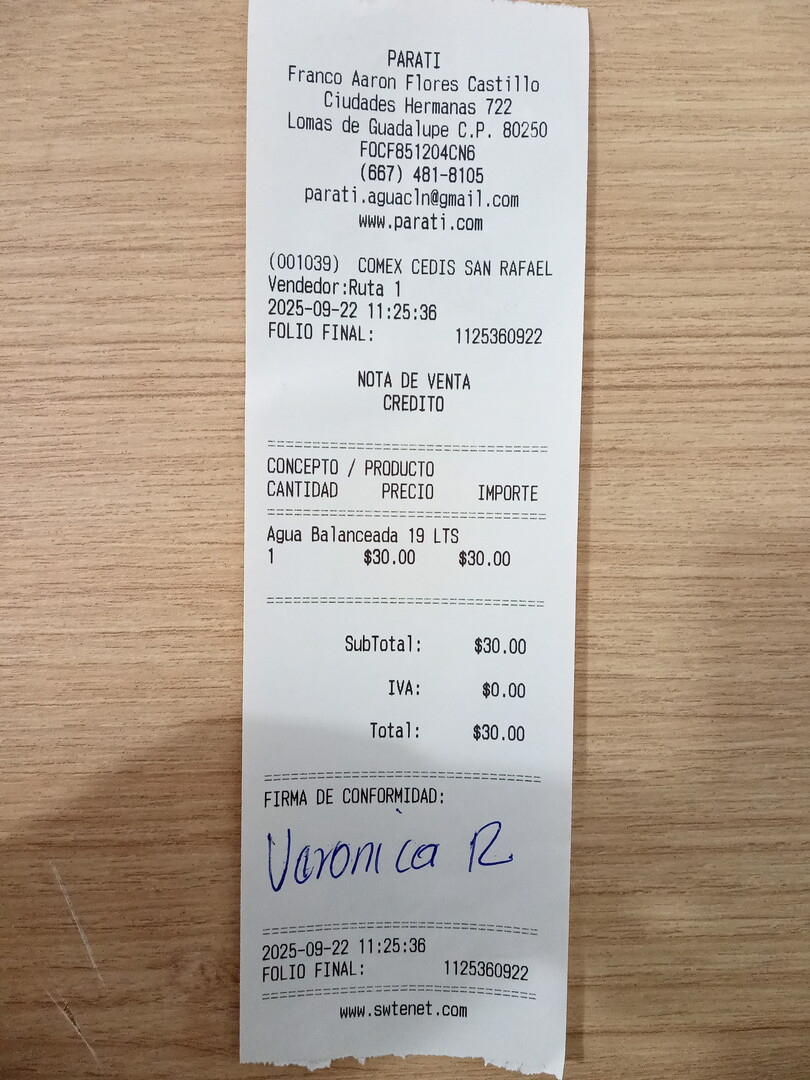 PARATI
Franco Aaron Flores Castillo
Ciudades Hermanas 722
Lomas de Guadalupe C.P. 80250
FOCF851204CN6
(667) 481-8105
parati.aguacln@gmail.com
www.parati.com
(001039) COMEX CEDIS SAN RAFAEL
Vendedor:Ruta 1
2025-09-22 11:25:36
FOLIO FINAL: 1125360922
NOTA DE VENTA
CREDITO
================================
CONCEPTO / PRODUCTO
CANTIDAD PRECIO IMPORTE
================================
Agua Balanceada 19 LTS
1 $30.00 $30.00
================================
SubTotal: $30.00
IVA: $0.00
Total: $30.00
================================
FIRMA DE CONFORMIDAD:
Veronica R
================================
2025-09-22 11:25:36
FOLIO FINAL: 1125360922
================================
www.swtenet.com